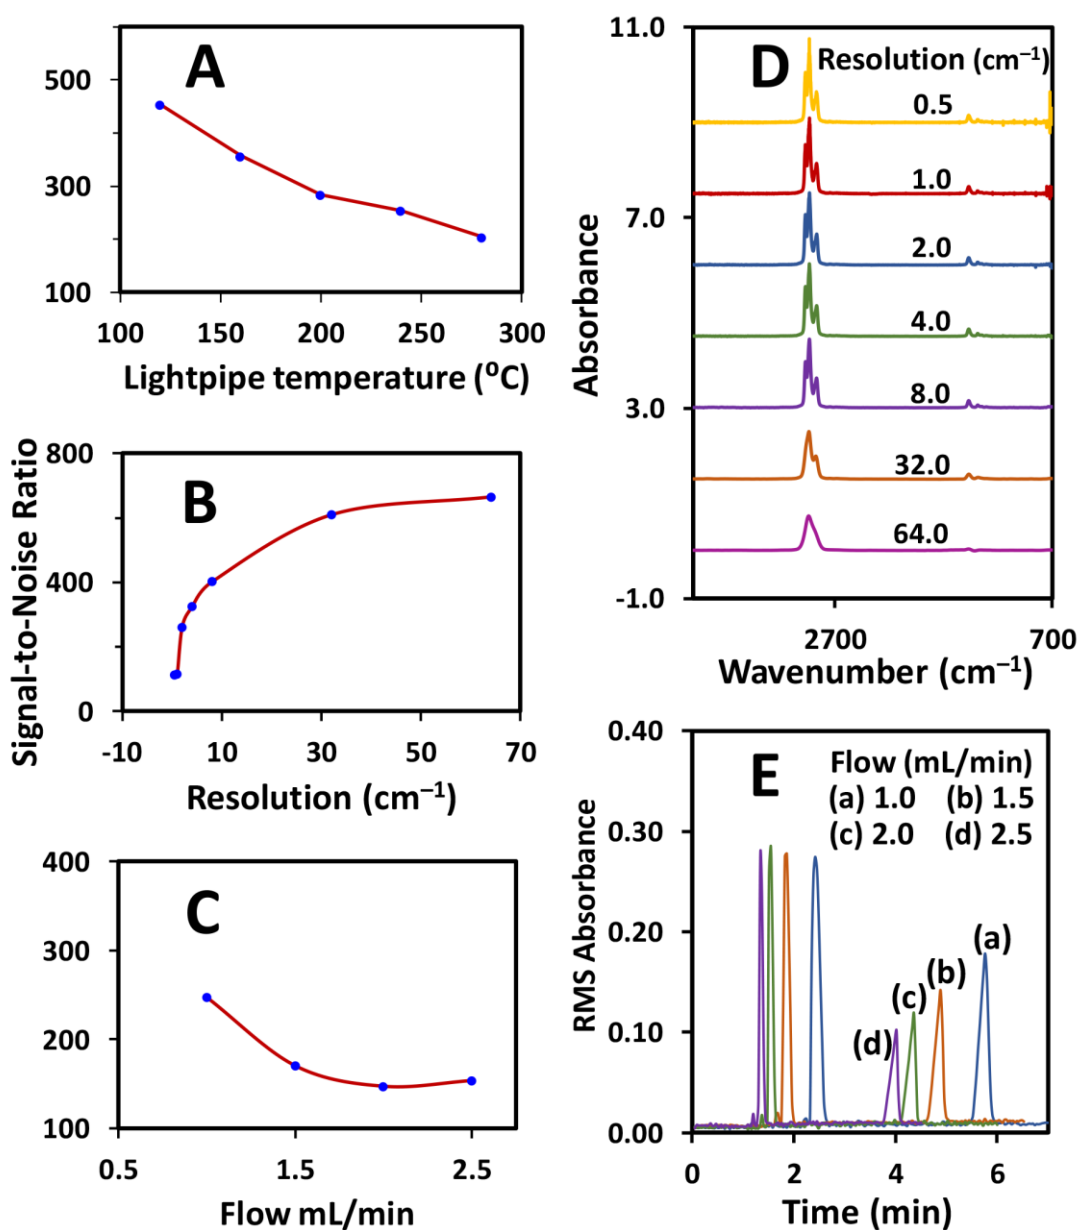 A
500
300
100
100 150 200 250 300
Lightpipe temperature (⁰C)
Signal-to-Noise Ratio
B
800
400
0
-10 10 30 50 70
Resolution (cm⁻¹)
C
400
300
200
100
0.5 1.5 2.5
Flow mL/min
D
Resolution (cm⁻¹)
11.0
7.0
3.0
-1.0
Absorbance
0.5
1.0
2.0
4.0
8.0
32.0
64.0
2700 700
Wavenumber (cm⁻¹)
E
Flow (mL/min)
(a) 1.0 (b) 1.5
(c) 2.0 (d) 2.5
0.40
0.30
0.20
0.10
0.00
RMS Absorbance
(a)
(b)
(c)
(d)
0 2 4 6
Time (min)